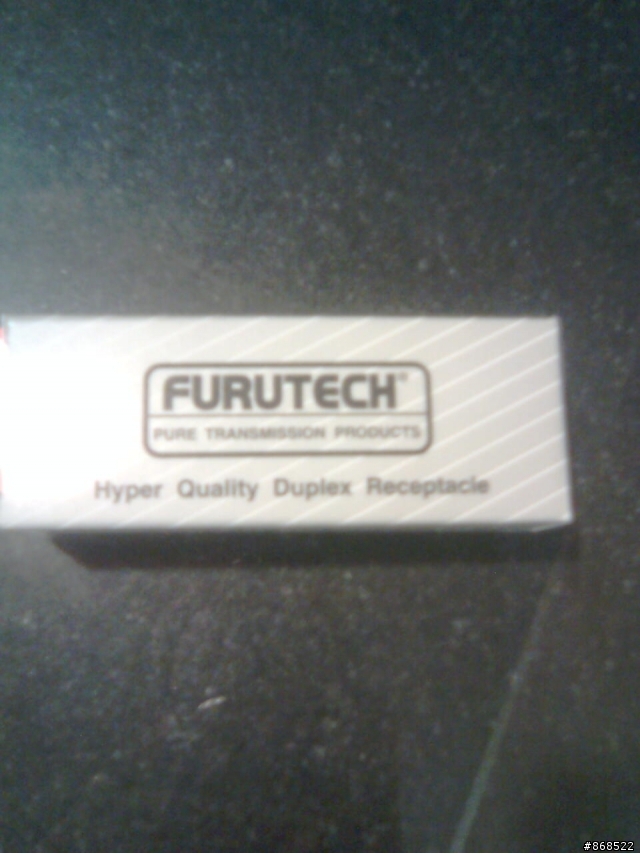 FURUTECH®
PURE TRANSMISSION PRODUCTS
Hyper Quality Duplex Receptacle
#868522